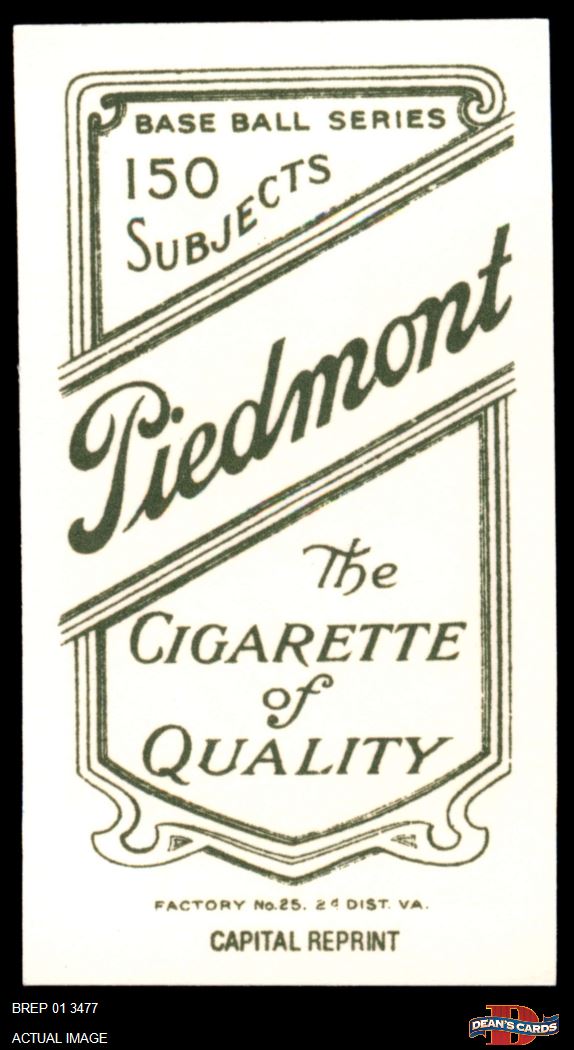 BASE BALL SERIES
150
SUBJECTS
Piedmont
The
CIGARETTE
of
QUALITY
FACTORY No.25. 2d DIST. VA.
CAPITAL REPRINT
BREP 01 3477
ACTUAL IMAGE
D
DEAN'S CARDS